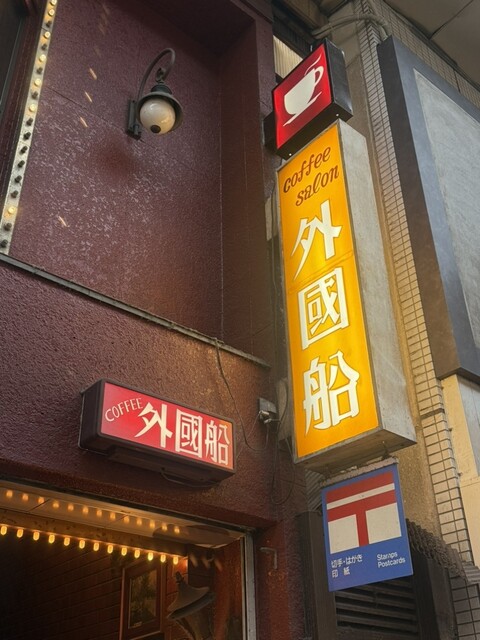 coffee
salon
外國船
COFFEE 外國船
切手・はがき
印紙
Stamps
Postcards